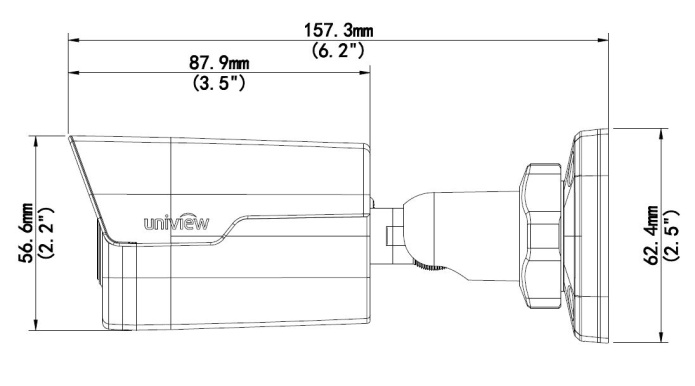 157.3mm
(6.2")
87.9mm
(3.5")
56.6mm
(2.2")
uniview
62.4mm
(2.5")